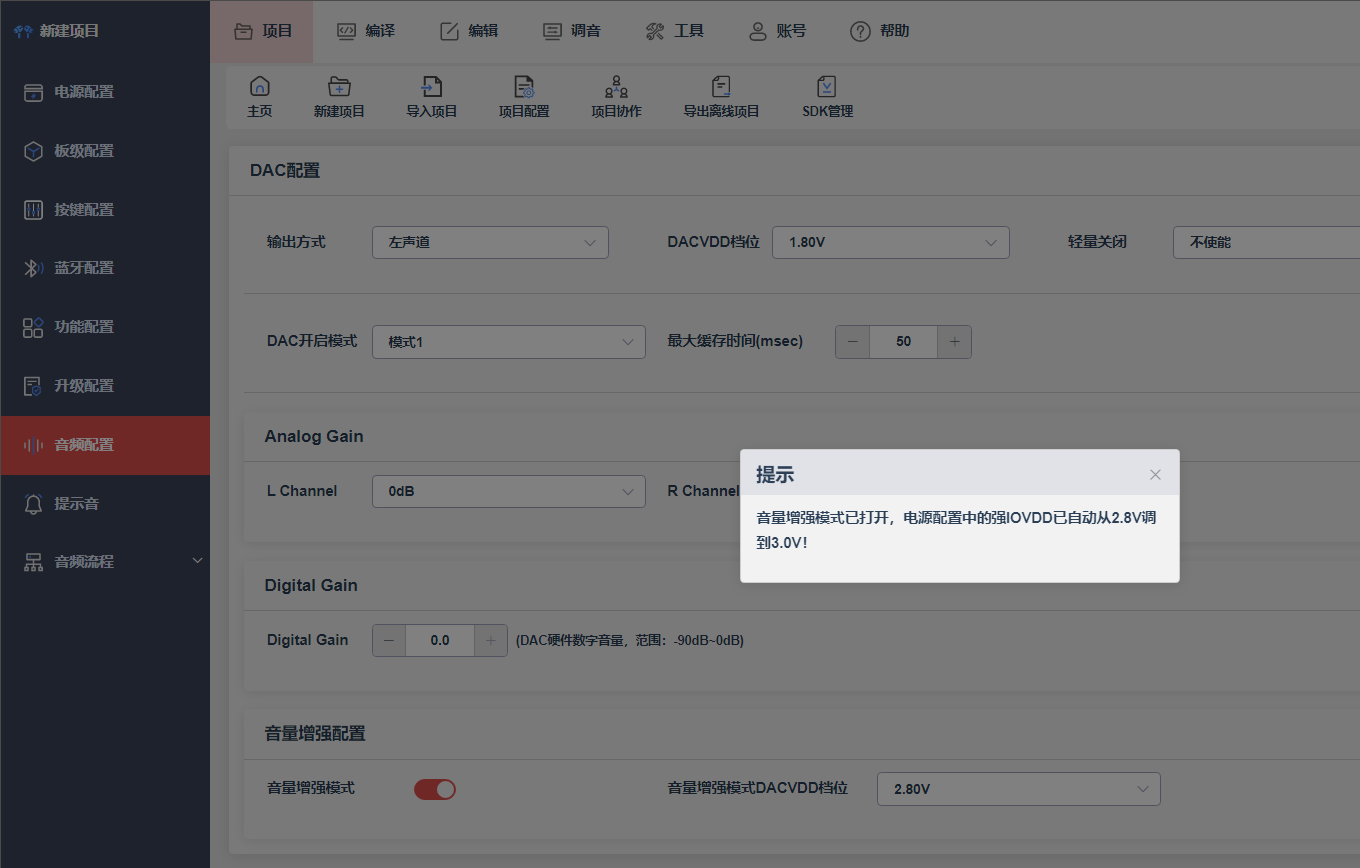 新建项目
项目
编译
编辑
调音
工具
账号
帮助
主页
新建项目
导入项目
项目配置
项目协作
导出离线项目
SDK管理
电源配置
板级配置
按键配置
蓝牙配置
功能配置
升级配置
音频配置
提示音
音频流程
DAC配置
输出方式
左声道
DACVDD档位
1.80V
轻量关闭
不使能
DAC开启模式
模式1
最大缓存时间(msec)
50
Analog Gain
L Channel
0dB
R Channel
提示
音量增强模式已打开，电源配置中的强IOVDD已自动从2.8V调
到3.0V！
Digital Gain
Digital Gain
0.0
(DAC硬件数字音量，范围：-90dB~0dB)
音量增强配置
音量增强模式
音量增强模式DACVDD档位
2.80V